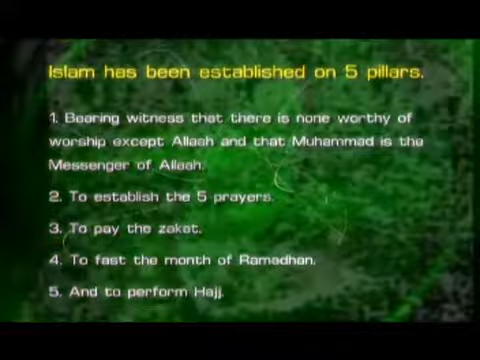 Islam has been established on 5 pillars.
1. Bearing witness that there is none worthy of
worship except Allaah and that Muhammad is the
Messenger of Allaah.
2. To establish the 5 prayers.
3. To pay the zakat.
4. To fast the month of Ramadhan.
5. And to perform Hajj.